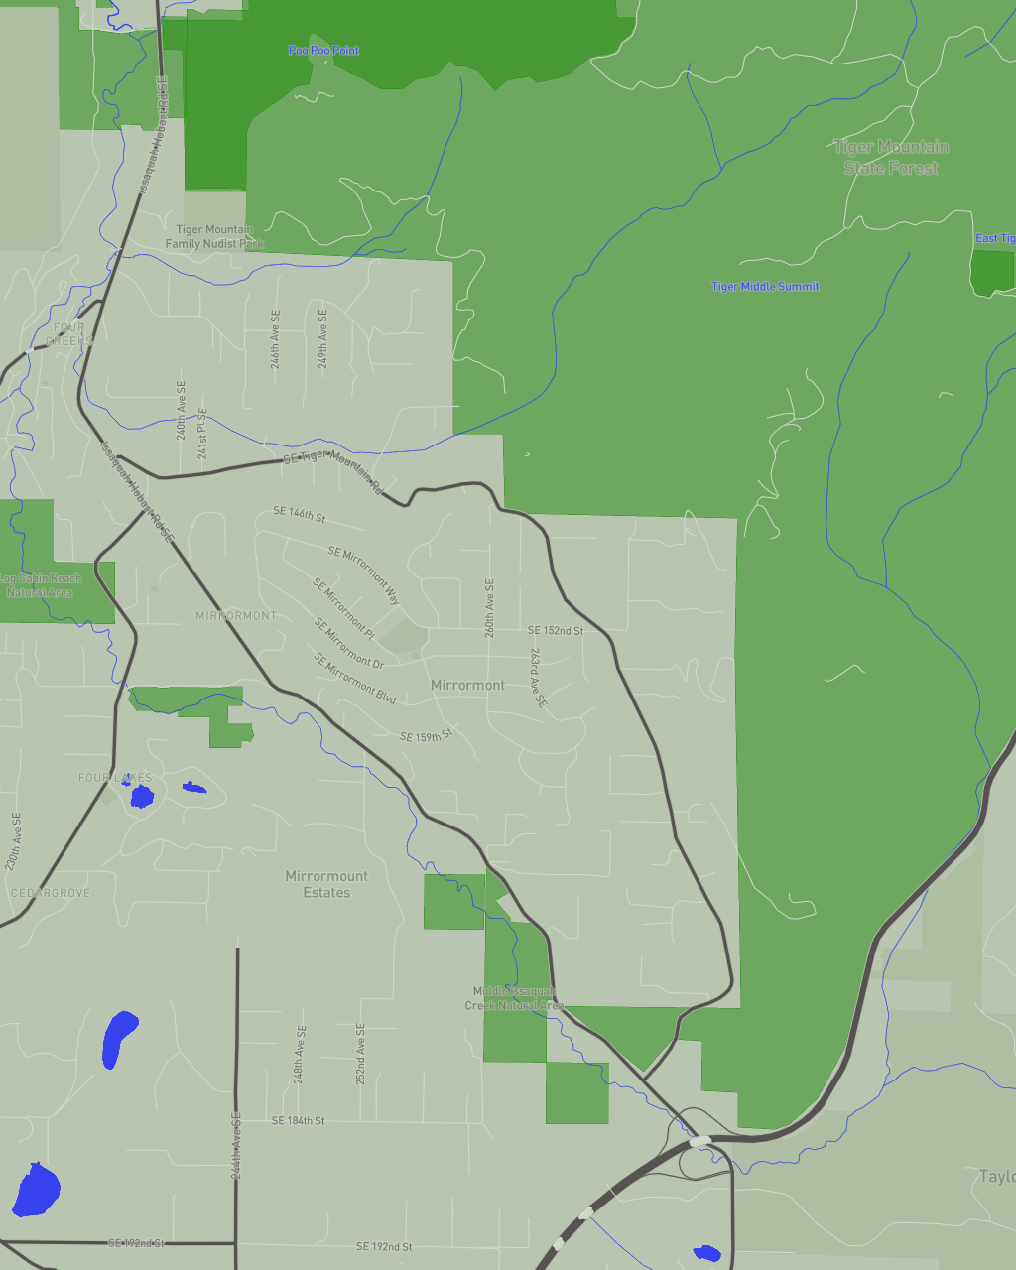 Poo Poo Point
Issaquah-Hobart-Rd SE
Tiger Mountain
State Forest
Tiger Mountain
Family Nudist Park
East Tig
Tiger Middle Summit
FOUR
CREEKS
246th Ave SE
249th Ave SE
240th Ave SE
241st Pl SE
Issaquah-Hobart-Rd-SE
SE Tiger-Mountain-Rd
SE 146th St
SE Mirrormont Way
SE Mirrormont Pl
SE Mirrormont Dr
SE Mirrormont Blvd
Log Cabin Reach
Natural Area
MIRRORMONT
260th Ave SE
SE 152nd St
263rd Ave SE
Mirrormont
SE 159th St
FOUR LAKES
230th Ave SE
CEDARGROVE
Mirrormount
Estates
Middle Issaquah
Creek Natural Area
248th Ave SE
252nd Ave SE
SE 184th St
244th Ave SE
Taylo
SE 192nd St
SE 192nd St